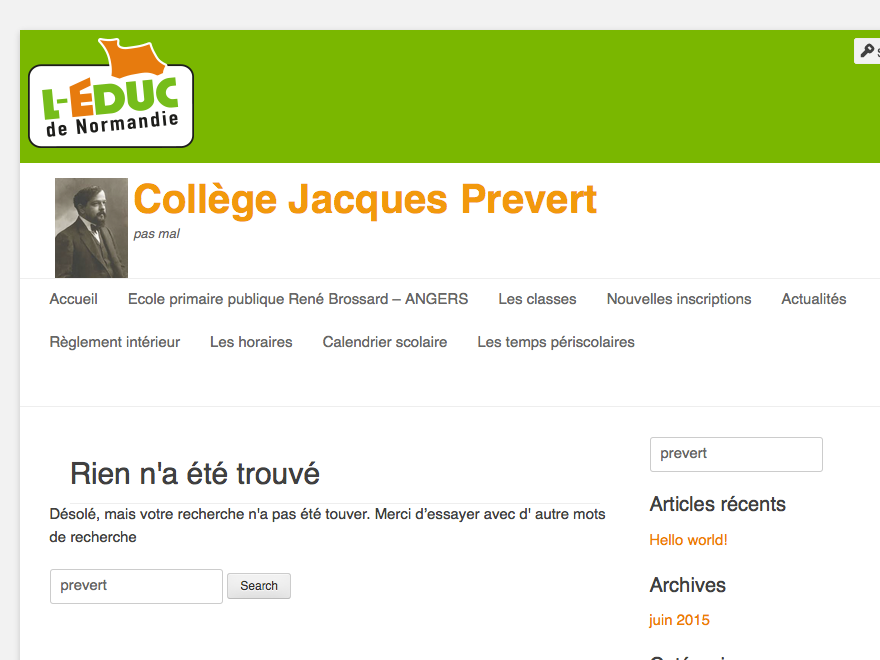 L-ÉDUC
de Normandie
Collège Jacques Prevert
pas mal
Accueil Ecole primaire publique René Brossard – ANGERS Les classes Nouvelles inscriptions Actualités
Règlement intérieur Les horaires Calendrier scolaire Les temps périscolaires
Rien n'a été trouvé
Désolé, mais votre recherche n'a pas été touver. Merci d’essayer avec d' autre mots
de recherche
prevert Search
prevert
Articles récents
Hello world!
Archives
juin 2015